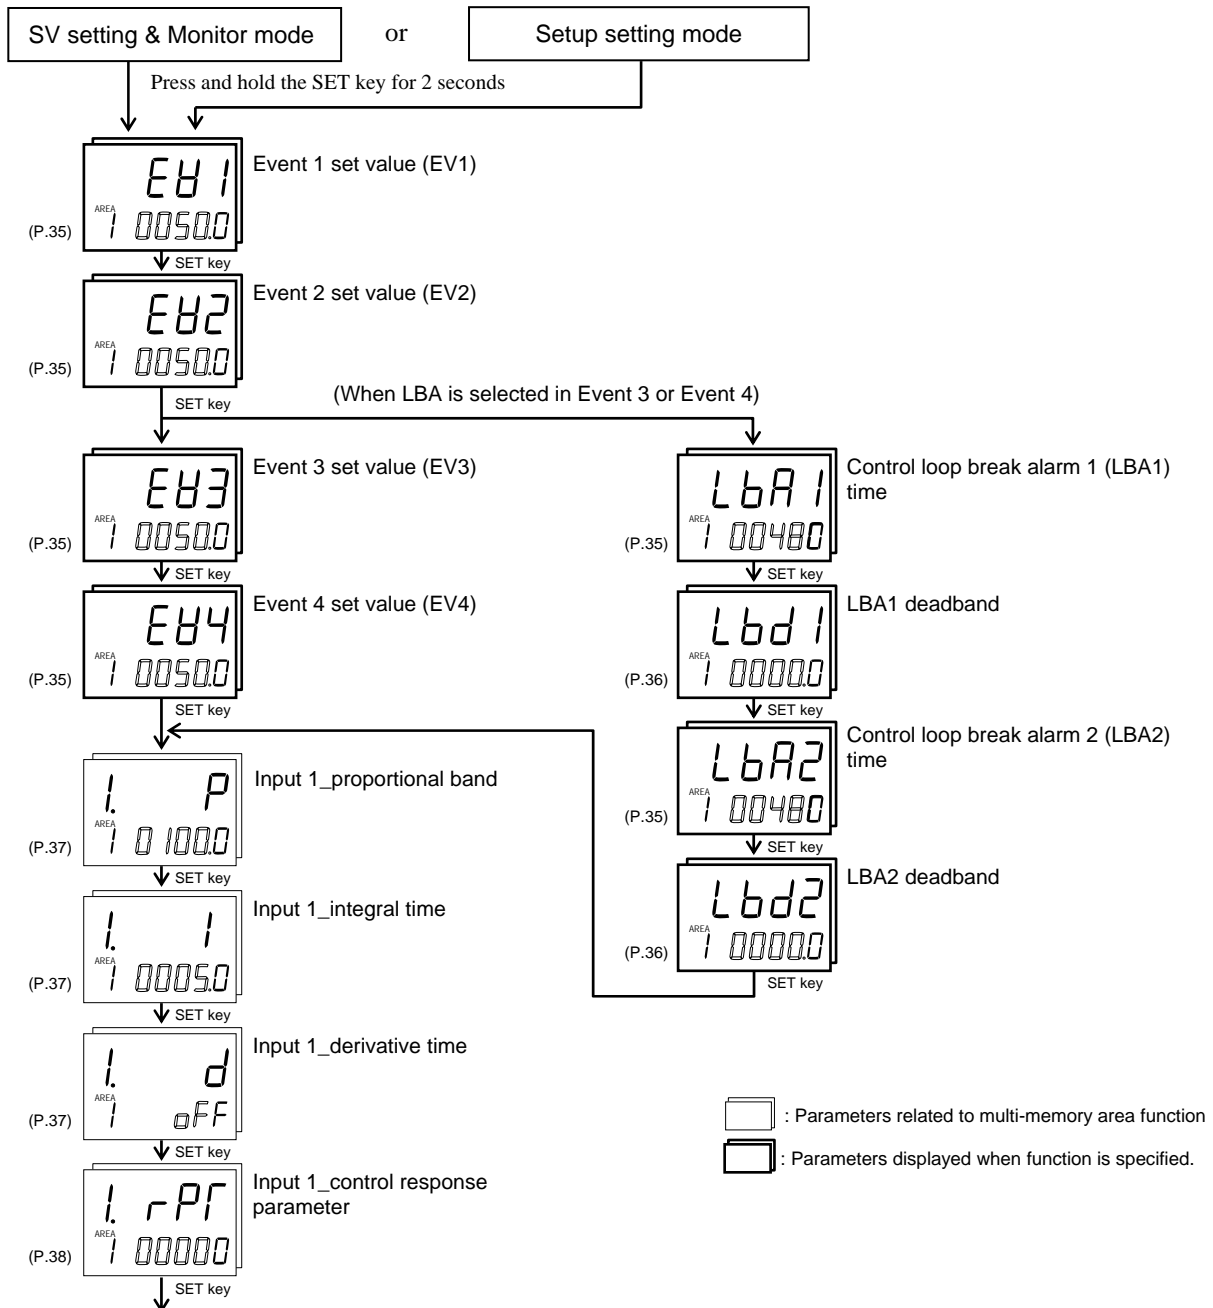 SV setting & Monitor mode
or
Setup setting mode
Press and hold the SET key for 2 seconds
EV1
Event 1 set value (EV1)
AREA
1 0050.0
(P.35)
SET key
EV2
Event 2 set value (EV2)
AREA
1 0050.0
(P.35)
SET key
(When LBA is selected in Event 3 or Event 4)
EV3
Event 3 set value (EV3)
AREA
1 0050.0
(P.35)
SET key
EV4
Event 4 set value (EV4)
AREA
1 0050.0
(P.35)
SET key
LbA1
Control loop break alarm 1 (LBA1)
time
AREA
1 00480
(P.35)
SET key
Lbd1
LBA1 deadband
AREA
1 0000.0
(P.36)
SET key
LbA2
Control loop break alarm 2 (LBA2)
time
AREA
1 00480
(P.35)
SET key
Lbd2
LBA2 deadband
AREA
1 0000.0
(P.36)
SET key
1. P
Input 1_proportional band
AREA
1 0100.0
(P.37)
SET key
1. I
Input 1_integral time
AREA
1 0005.0
(P.37)
SET key
1. d
Input 1_derivative time
AREA
1 oFF
(P.37)
SET key
1. rPT
Input 1_control response
parameter
AREA
1 00000
(P.38)
SET key
: Parameters related to multi-memory area function
: Parameters displayed when function is specified.